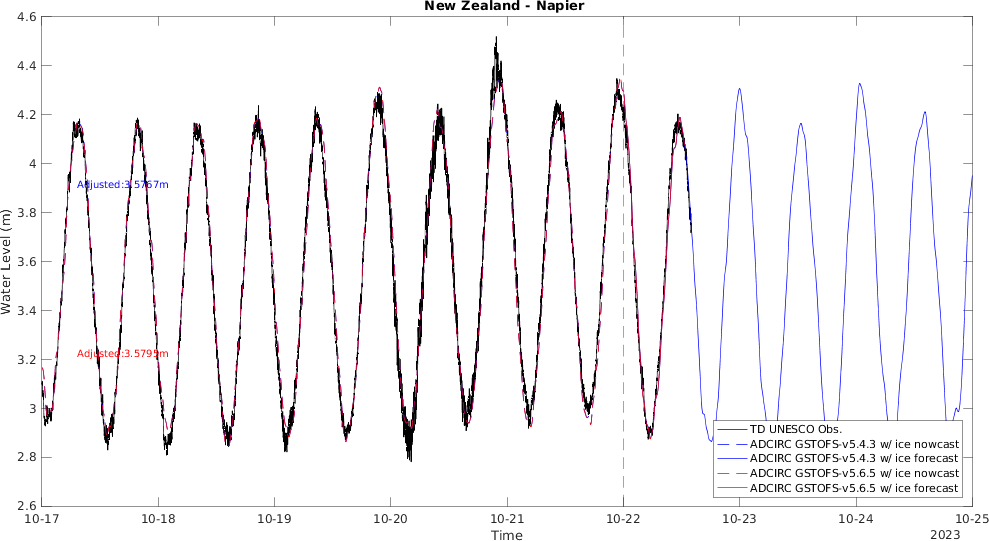 New Zealand - Napier
4.6
4.4
4.2
4
3.8
3.6
3.4
3.2
3
2.8
2.6
Water Level (m)
Adjusted:3.5767m
Adjusted:3.5795m
TD UNESCO Obs.
ADCIRC GSTOFS-v5.4.3 w/ ice nowcast
ADCIRC GSTOFS-v5.4.3 w/ ice forecast
ADCIRC GSTOFS-v5.6.5 w/ ice nowcast
ADCIRC GSTOFS-v5.6.5 w/ ice forecast
10-17 10-18 10-19 10-20 10-21 10-22 10-23 10-24 10-25
Time
2023